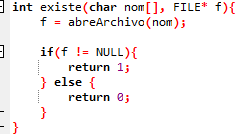 int existe(char nom[], FILE* f){
f = abreArchivo(nom);
if(f != NULL){
return 1;
} else {
return 0;
}
}